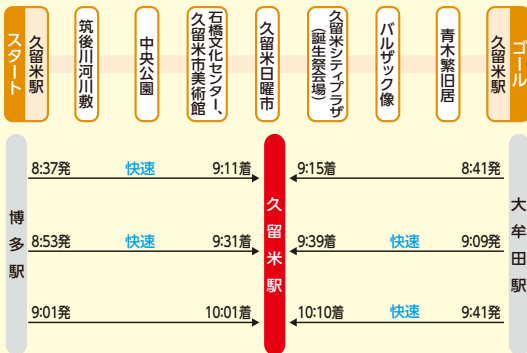 スタート
久留米駅
筑後川河川敷
中央公園
石橋文化センター、
久留米市美術館
久留米日曜市
久留米シティプラザ
（誕生祭会場）
バルザック像
青木繁旧居
久留米駅
ゴール
博多駅
8:37発 快速 9:11着
8:53発 快速 9:31着
9:01発 10:01着
久留米駅
9:15着 8:41発
9:39着 快速 9:09発
10:10着 快速 9:41発
大牟田駅